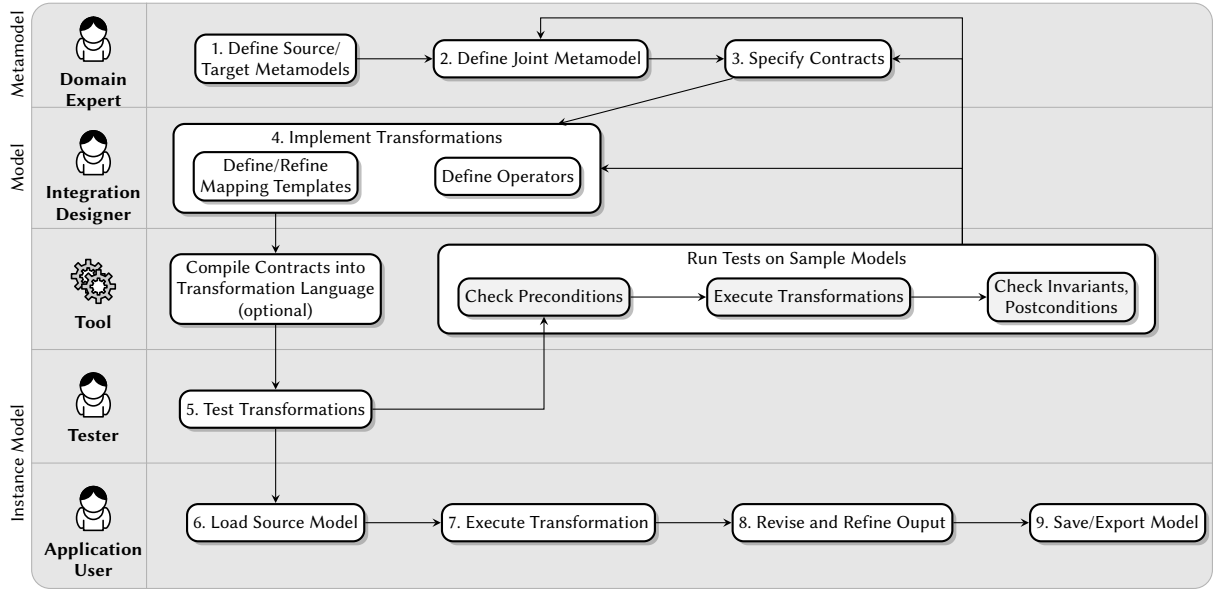 Metamodel
Domain
Expert
1. Define Source/
Target Metamodels
2. Define Joint Metamodel
3. Specify Contracts
Model
Integration
Designer
4. Implement Transformations
Define/Refine
Mapping Templates
Define Operators
Tool
Compile Contracts into
Transformation Language
(optional)
Run Tests on Sample Models
Check Preconditions
Execute Transformations
Check Invariants,
Postconditions
Instance Model
Tester
5. Test Transformations
Application
User
6. Load Source Model
7. Execute Transformation
8. Revise and Refine Ouput
9. Save/Export Model